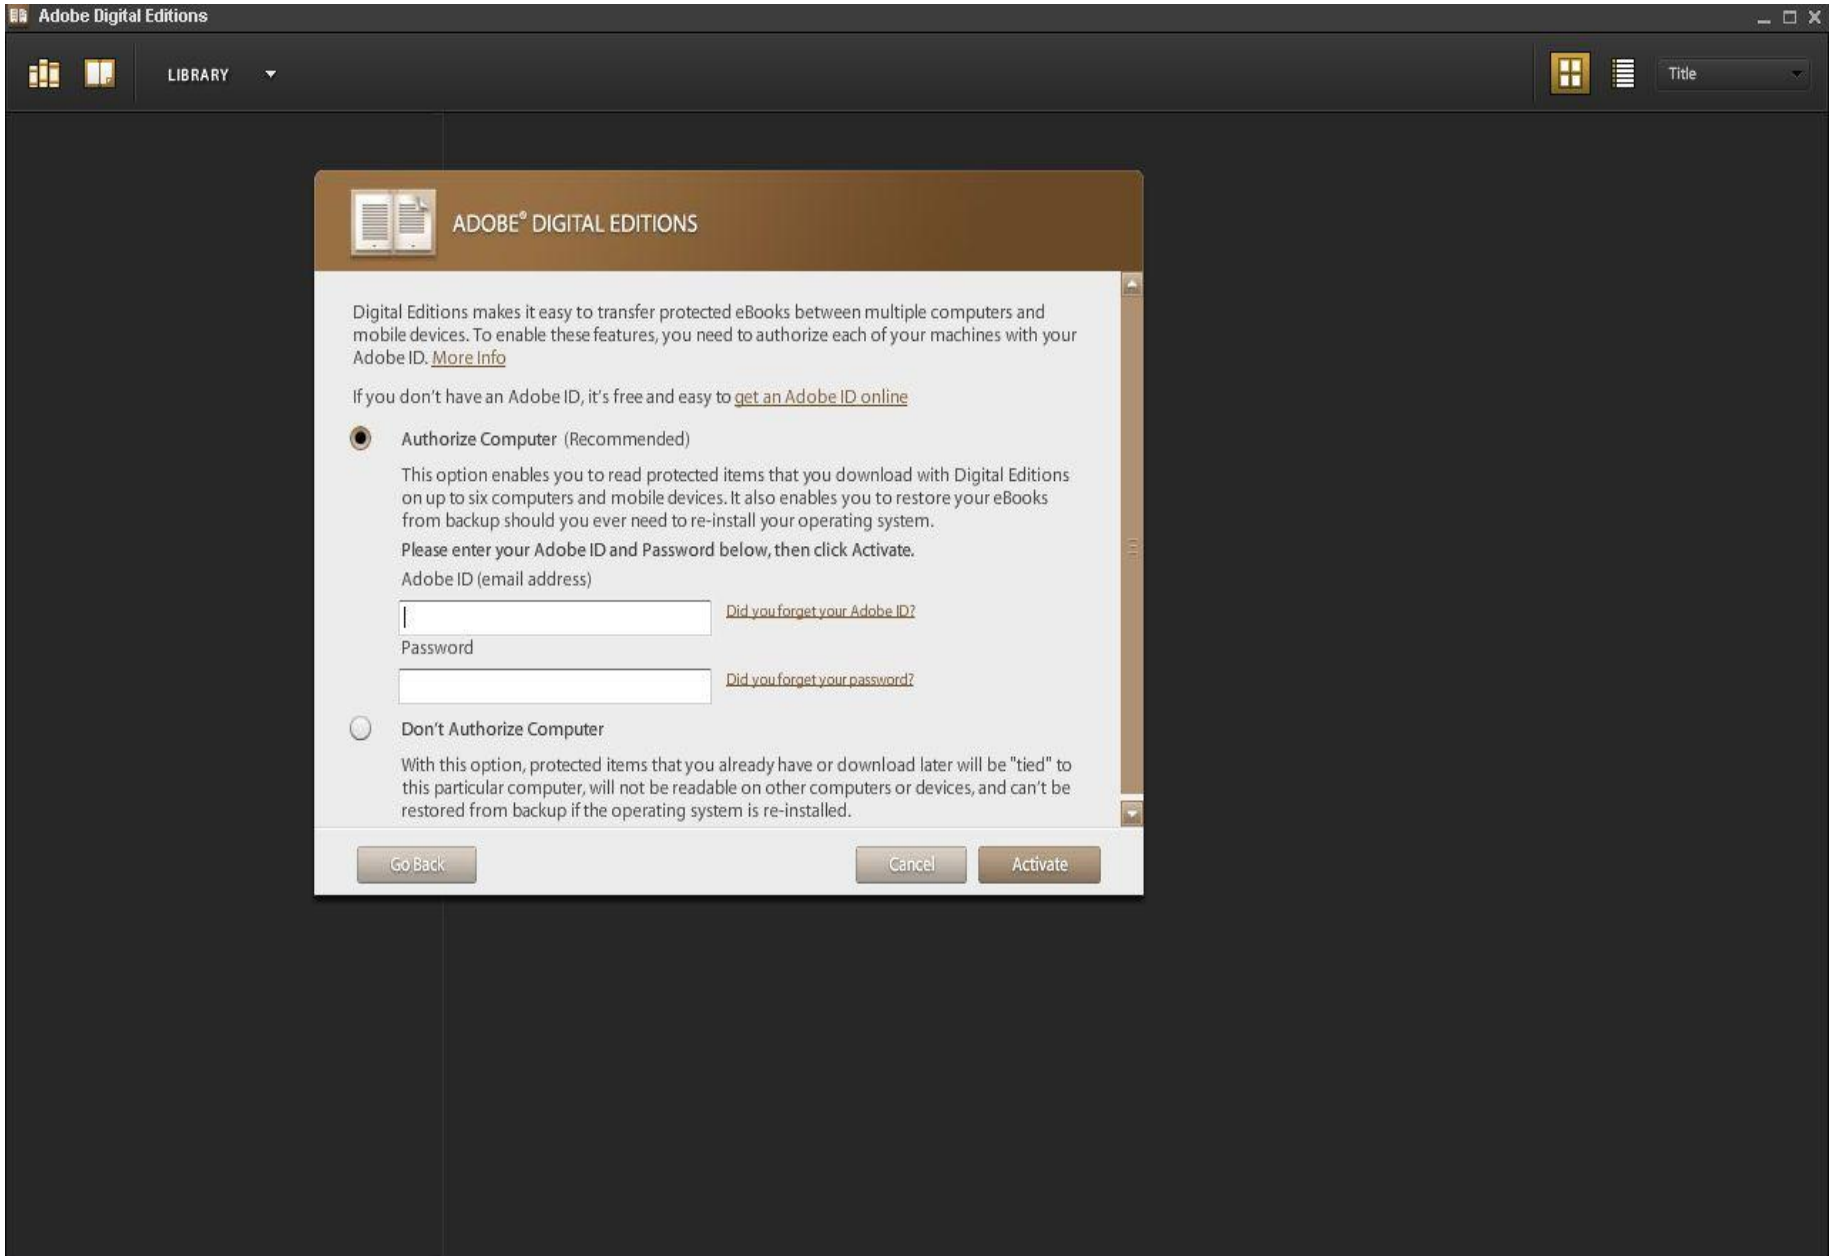 Adobe Digital Editions
LIBRARY
Title
ADOBE® DIGITAL EDITIONS
Digital Editions makes it easy to transfer protected eBooks between multiple computers and
mobile devices. To enable these features, you need to authorize each of your machines with your
Adobe ID. More Info
If you don't have an Adobe ID, it's free and easy to get an Adobe ID online
Authorize Computer (Recommended)
This option enables you to read protected items that you download with Digital Editions
on up to six computers and mobile devices. It also enables you to restore your eBooks
from backup should you ever need to re-install your operating system.
Please enter your Adobe ID and Password below, then click Activate.
Adobe ID (email address)
Did you forget your Adobe ID?
Password
Did you forget your password?
Don't Authorize Computer
With this option, protected items that you already have or download later will be "tied" to
this particular computer, will not be readable on other computers or devices, and can't be
restored from backup if the operating system is re-installed.
Go Back
Cancel
Activate